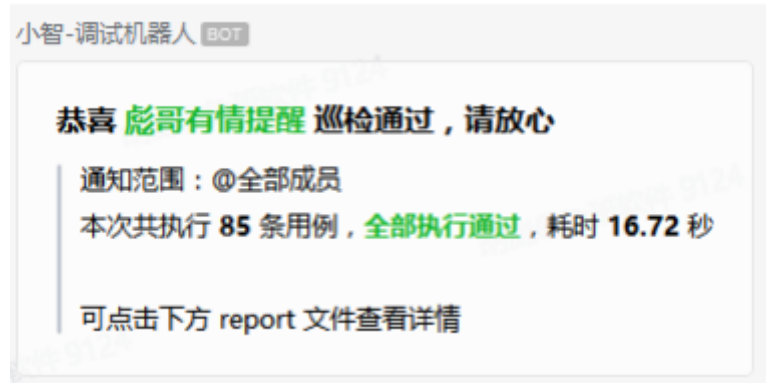 小智-调试机器人 BOT
恭喜 彪哥有情提醒 巡检通过，请放心
通知范围：@全部成员
本次共执行 85 条用例，全部执行通过，耗时 16.72 秒
可点击下方 report 文件查看详情